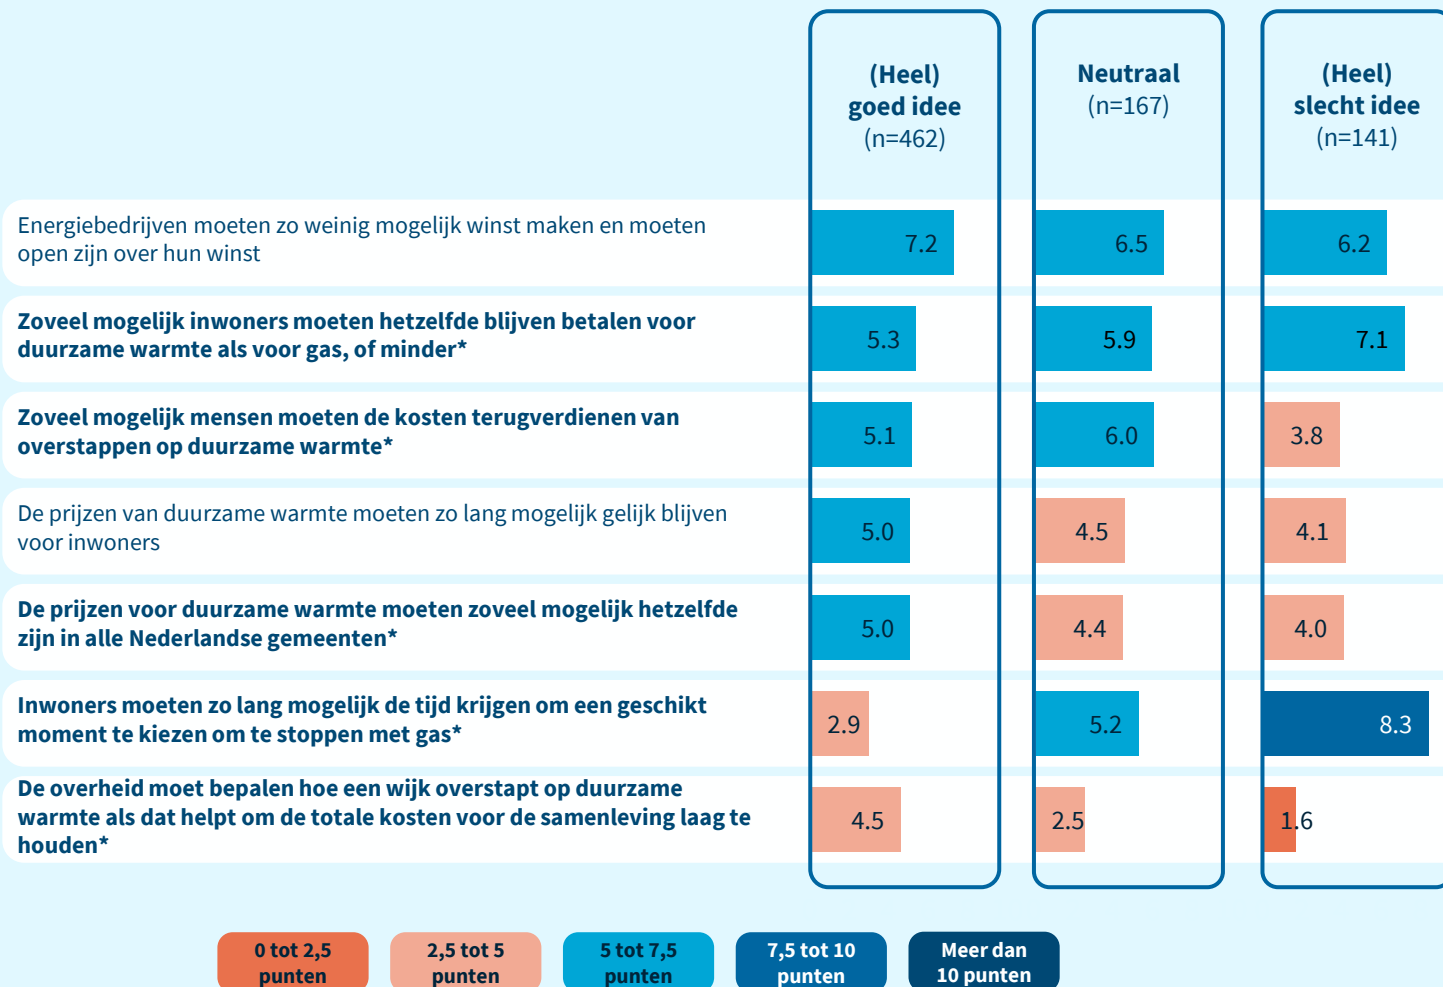 (Heel)
goed idee
(n=462)
Neutraal
(n=167)
(Heel)
slecht idee
(n=141)
Energiebedrijven moeten zo weinig mogelijk winst maken en moeten
open zijn over hun winst
7.2
6.5
6.2
Zoveel mogelijk inwoners moeten hetzelfde blijven betalen voor
duurzame warmte als voor gas, of minder*
5.3
5.9
7.1
Zoveel mogelijk mensen moeten de kosten terugverdienen van
overstappen op duurzame warmte*
5.1
6.0
3.8
De prijzen van duurzame warmte moeten zo lang mogelijk gelijk blijven
voor inwoners
5.0
4.5
4.1
De prijzen voor duurzame warmte moeten zoveel mogelijk hetzelfde
zijn in alle Nederlandse gemeenten*
5.0
4.4
4.0
Inwoners moeten zo lang mogelijk de tijd krijgen om een geschikt
moment te kiezen om te stoppen met gas*
2.9
5.2
8.3
De overheid moet bepalen hoe een wijk overstapt op duurzame
warmte als dat helpt om de totale kosten voor de samenleving laag te
houden*
4.5
2.5
1.6
0 tot 2,5
punten
2,5 tot 5
punten
5 tot 7,5
punten
7,5 tot 10
punten
Meer dan
10 punten